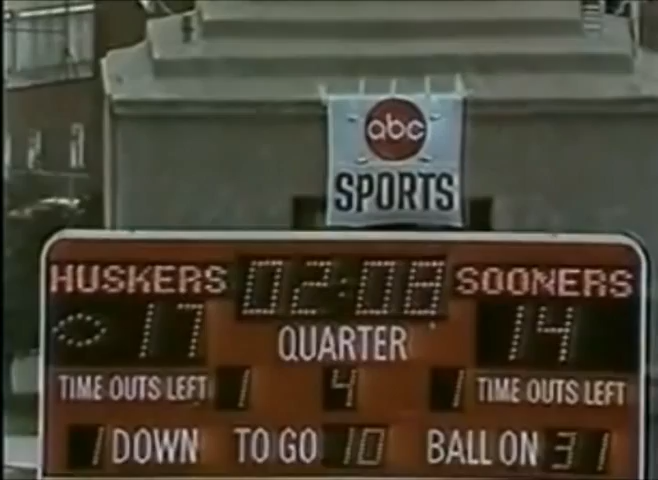 abc
SPORTS
HUSKERS 02:08 SOONERS
17 QUARTER 14
TIME OUTS LEFT 1 4 1 TIME OUTS LEFT
1 DOWN TO GO 10 BALL ON 31